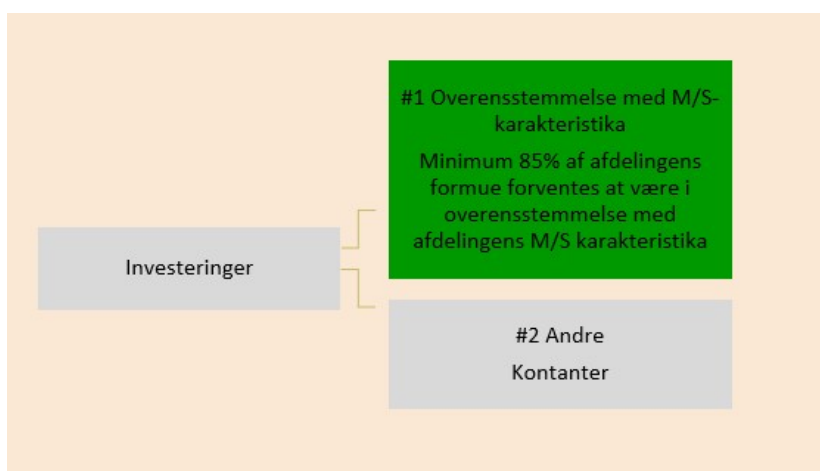 #1 Overensstemmelse med M/S-
karakteristika
Minimum 85% af afdelingens
formue forventes at være i
overensstemmelse med
afdelingens M/S karakteristika
Investeringer
#2 Andre
Kontanter